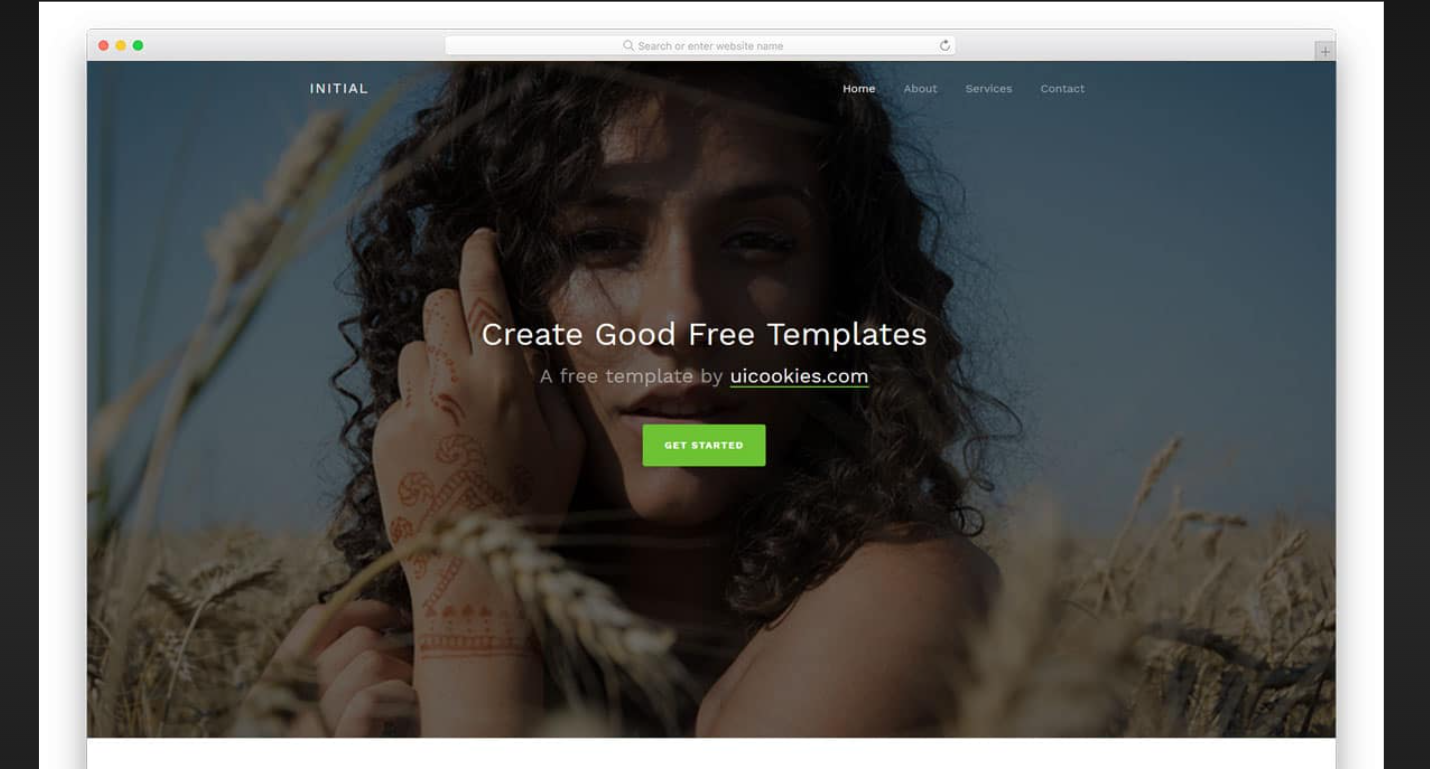 Search or enter website name
INITIAL
Home About Services Contact
Create Good Free Templates
A free template by uicookies.com
GET STARTED